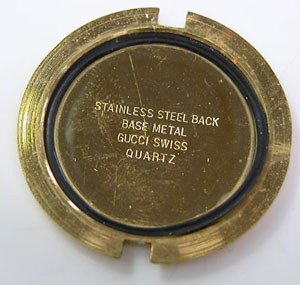 STAINLESS STEEL BACK
BASE METAL
GUCCI SWISS
QUARTZ